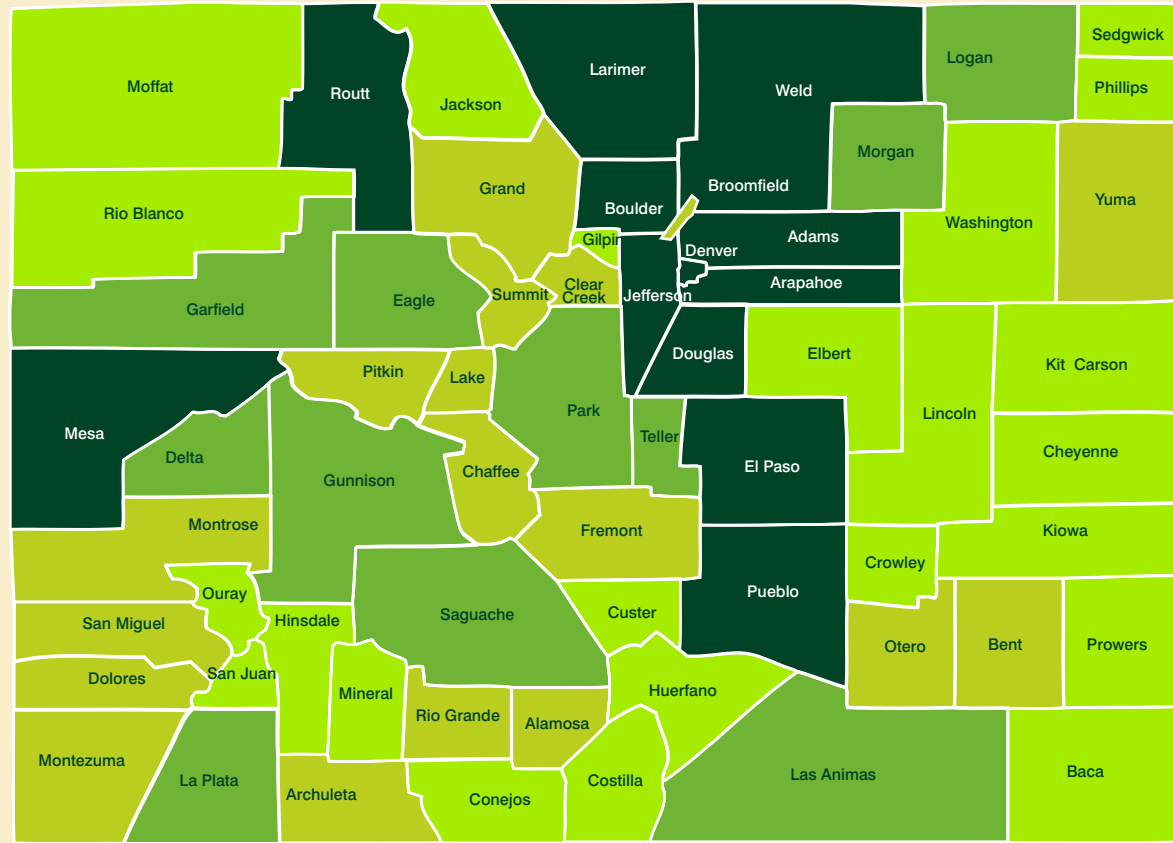 Sedgwick
Logan
Larimer
Moffat
Phillips
Weld
Routt
Jackson
Morgan
Broomfield
Grand
Yuma
Boulder
Rio Blanco
Washington
Adams
Gilpin
Denver
Clear
Creek
Arapahoe
Summit
Jefferson
Eagle
Garfield
Douglas
Elbert
Kit Carson
Pitkin
Lake
Park
Lincoln
Mesa
Teller
Cheyenne
Delta
El Paso
Chaffee
Gunnison
Montrose
Fremont
Kiowa
Crowley
Pueblo
Ouray
Custer
Saguache
Hinsdale
San Miguel
Otero
Bent
Prowers
San Juan
Dolores
Huerfano
Mineral
Rio Grande
Alamosa
Montezuma
Las Animas
Baca
La Plata
Costilla
Archuleta
Conejos